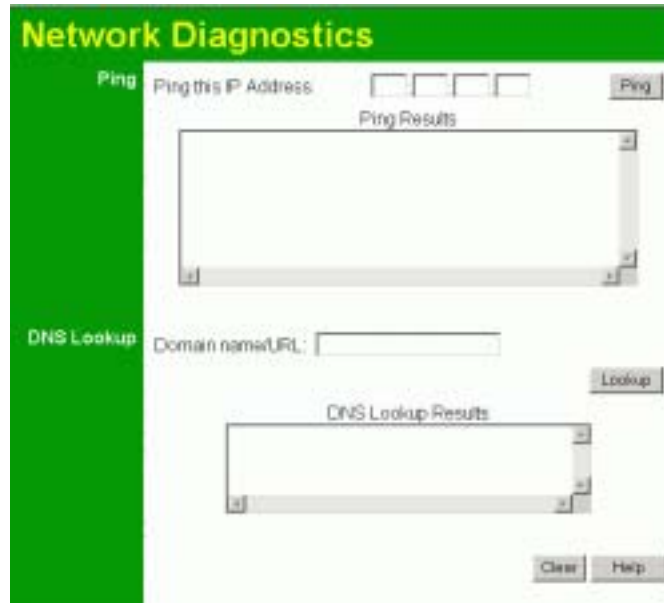 Network Diagnostics
Ping
Ping this IP Address
Ping
Ping Results
DNS Lookup
Domain name/URL:
Lookup
DNS Lookup Results
Clear Help